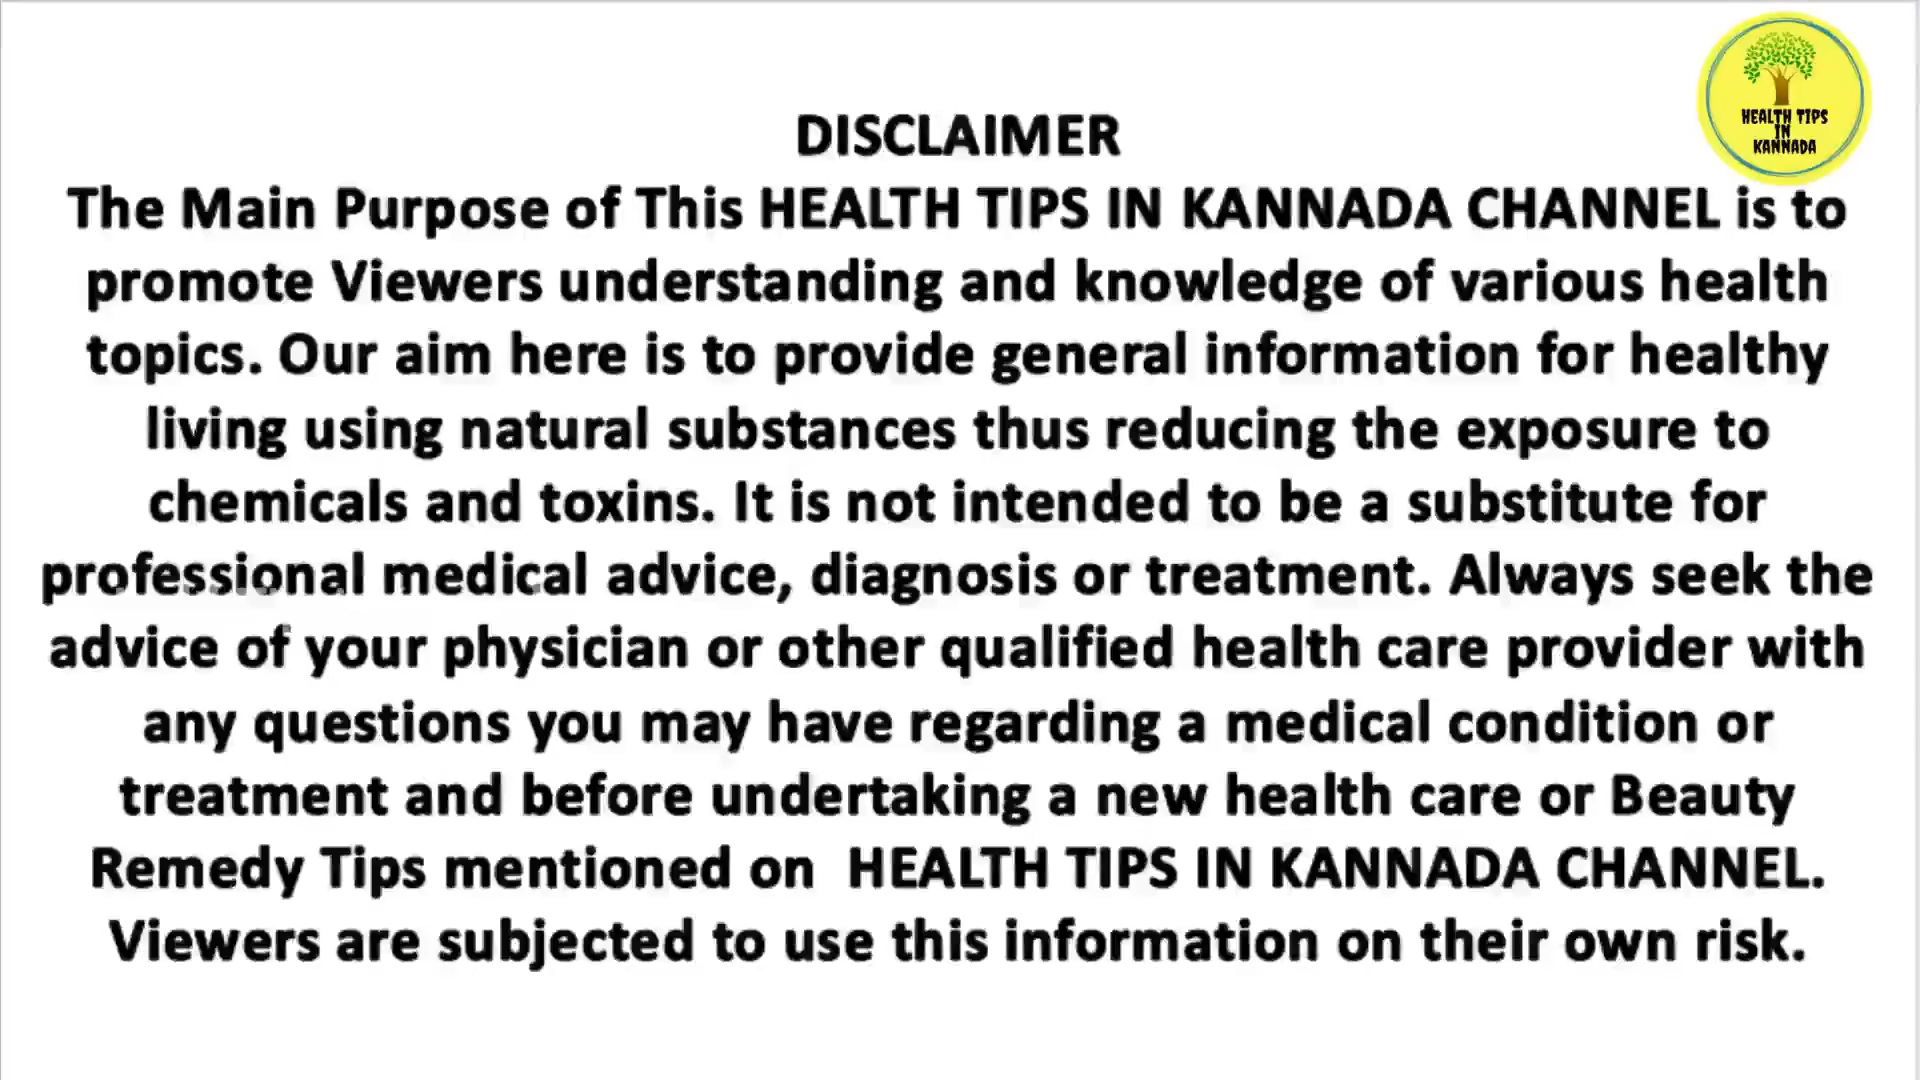 HEALTH TIPS
IN
KANNADA
DISCLAIMER
The Main Purpose of This HEALTH TIPS IN KANNADA CHANNEL is to
promote Viewers understanding and knowledge of various health
topics. Our aim here is to provide general information for healthy
living using natural substances thus reducing the exposure to
chemicals and toxins. It is not intended to be a substitute for
professional medical advice, diagnosis or treatment. Always seek the
advice of your physician or other qualified health care provider with
any questions you may have regarding a medical condition or
treatment and before undertaking a new health care or Beauty
Remedy Tips mentioned on  HEALTH TIPS IN KANNADA CHANNEL.
Viewers are subjected to use this information on their own risk.